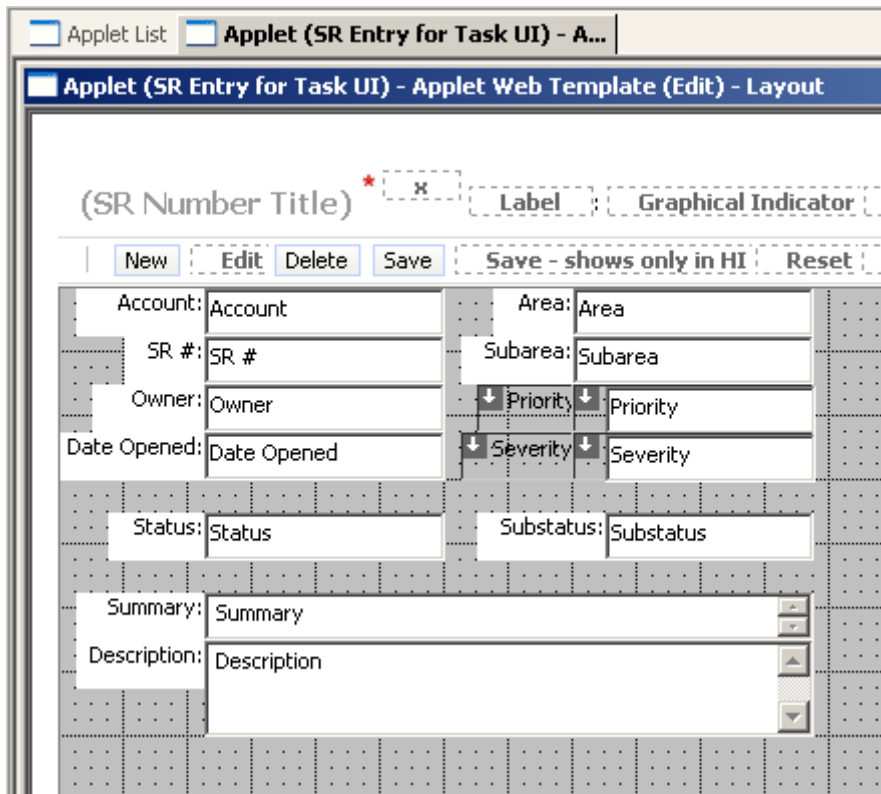 Applet List Applet (SR Entry for Task UI) - A...
Applet (SR Entry for Task UI) - Applet Web Template (Edit) - Layout
(SR Number Title) * x Label : Graphical Indicator
New Edit Delete Save Save - shows only in HI Reset
Account: Account Area: Area
SR #: SR # Subarea: Subarea
Owner: Owner Priority Priority
Date Opened: Date Opened Severity Severity
Status: Status Substatus: Substatus
Summary: Summary
Description: Description